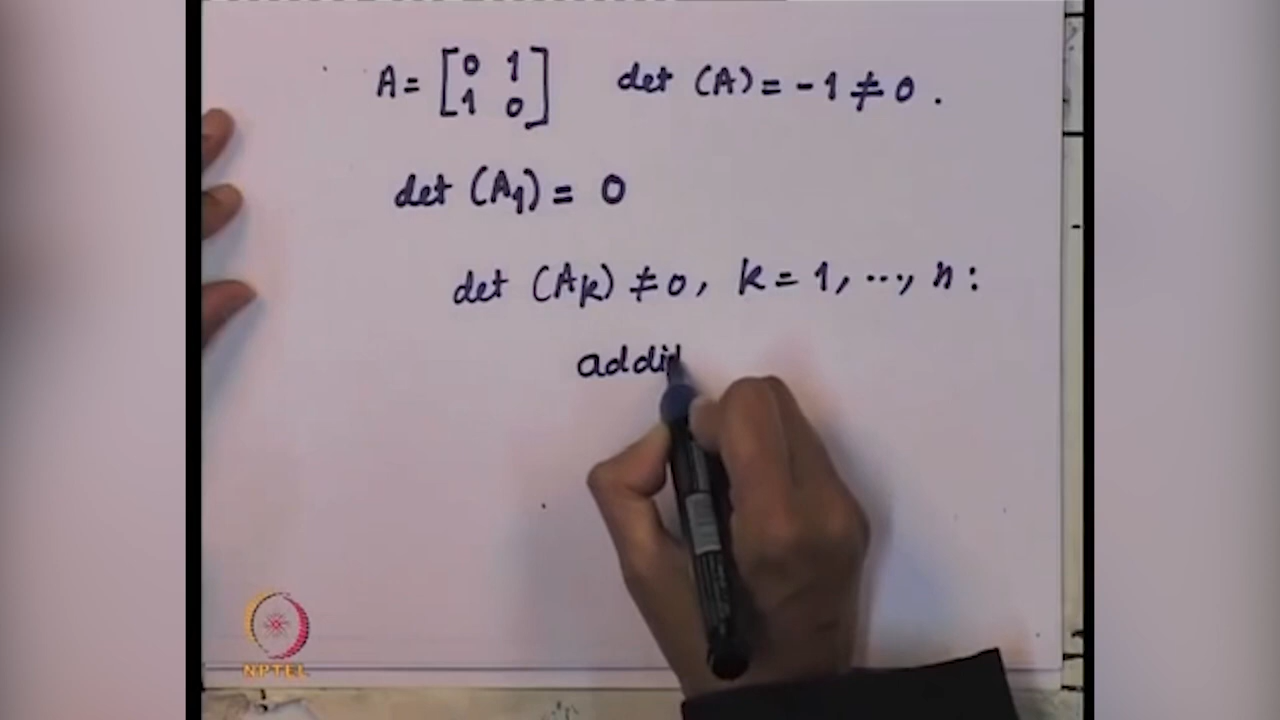 A = [0 1; 1 0] det (A) = -1 ≠ 0 .
det (A1) = 0
det (Ak) ≠ 0, k = 1, ..., n :
addi
NPTEL